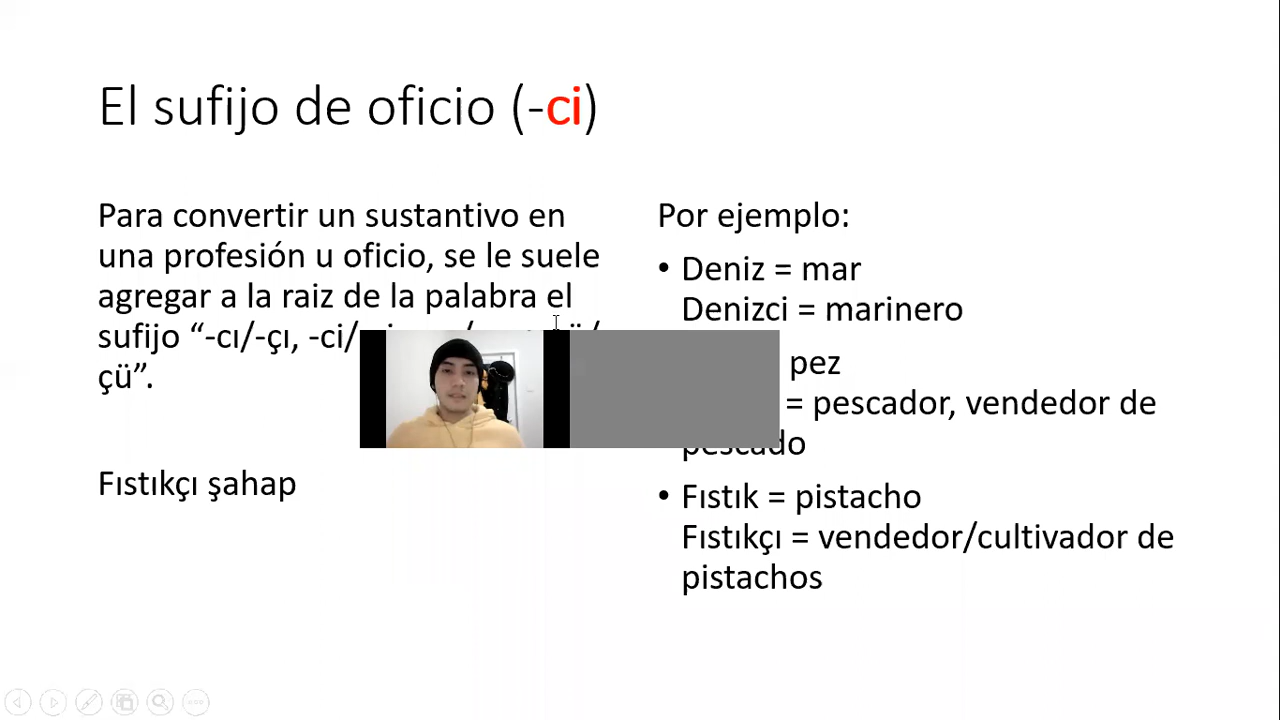 El sufijo de oficio (-ci)
Para convertir un sustantivo en
una profesión u oficio, se le suele
agregar a la raiz de la palabra el
sufijo “-cı/-çı, -ci/
çü”.
Fıstıkçı şahap
Por ejemplo:
• Deniz = mar
Denizci = marinero
pez
= pescador, vendedor de
pescado
• Fıstık = pistacho
Fıstıkçı = vendedor/cultivador de
pistachos